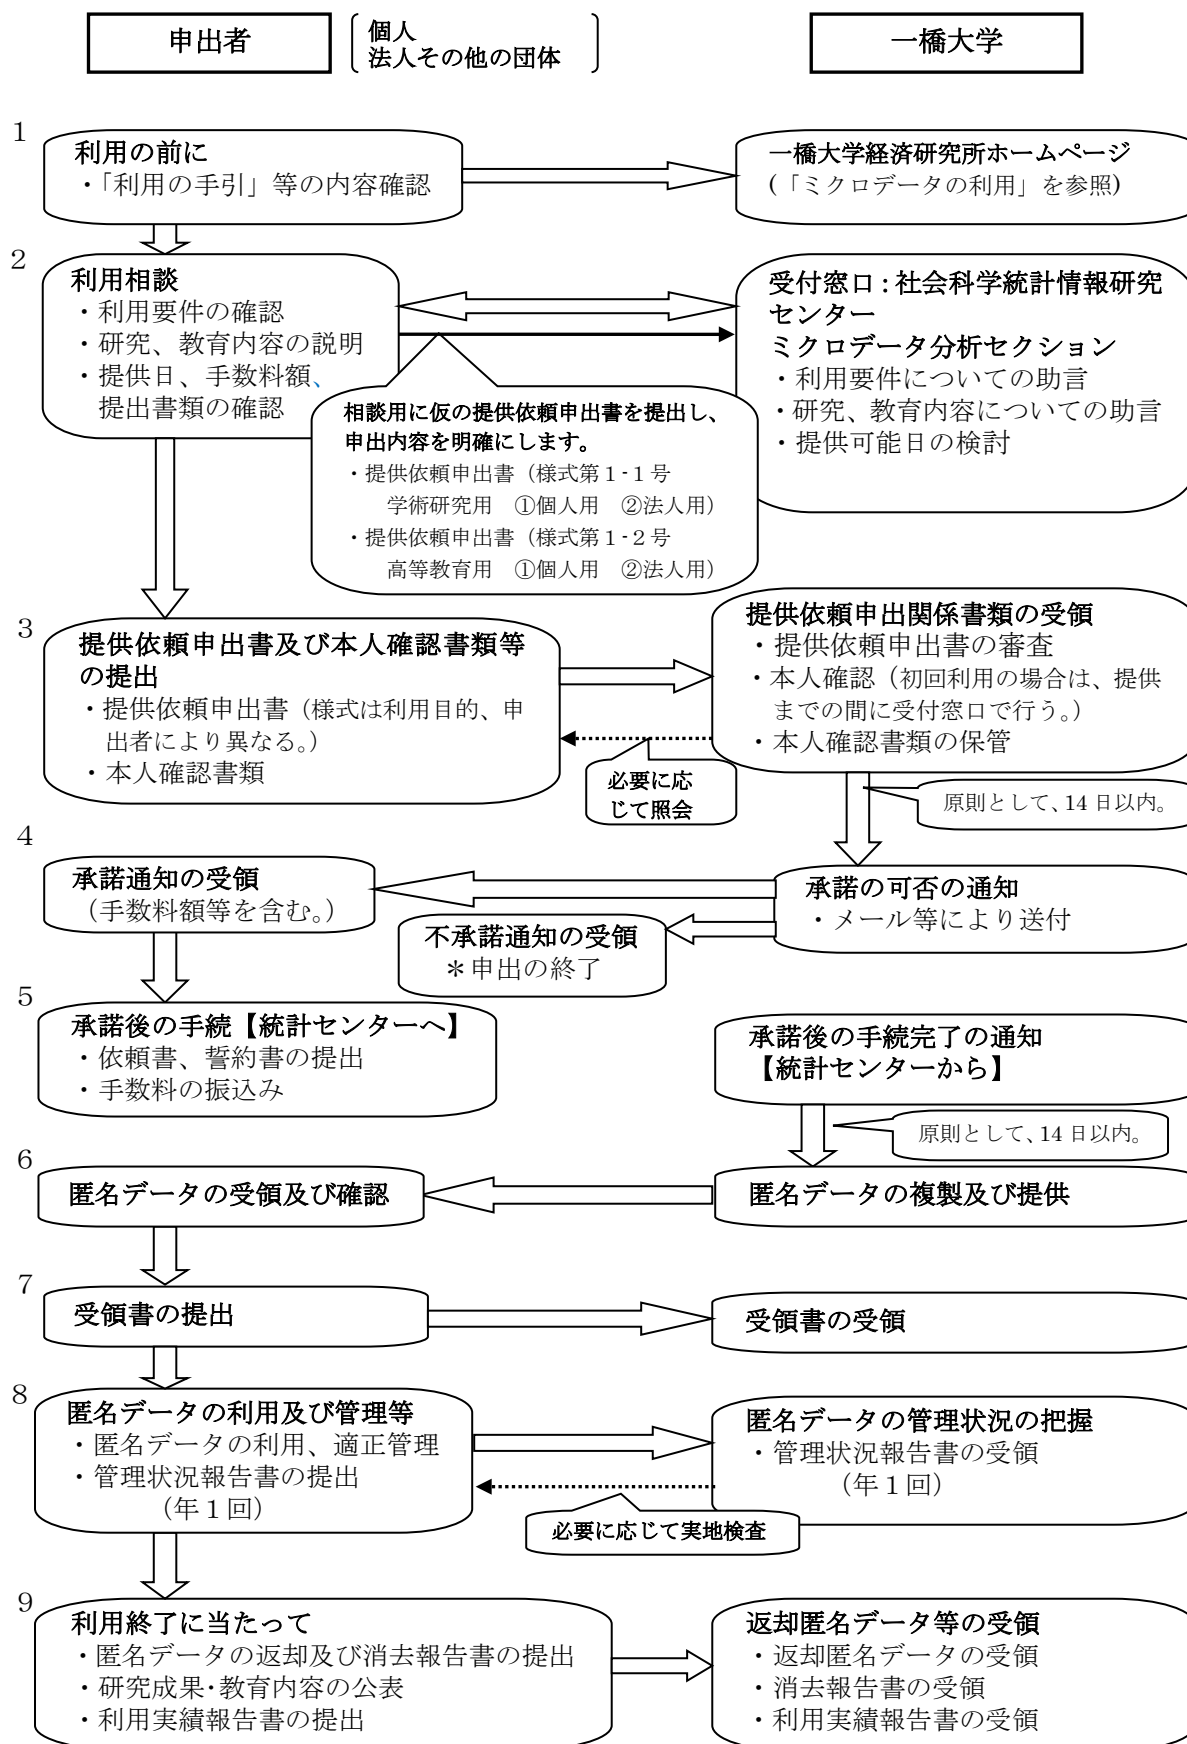 申出者
個人
法人その他の団体
一橋大学
1
利用の前に
・「利用の手引」等の内容確認
一橋大学経済研究所ホームページ
(「ミクロデータの利用」を参照)
2
利用相談
・利用要件の確認
・研究、教育内容の説明
・提供日、手数料額、
提出書類の確認
受付窓口：社会科学統計情報研究
センター
ミクロデータ分析セクション
・利用要件についての助言
・研究、教育内容についての助言
・提供可能日の検討
相談用に仮の提供依頼申出書を提出し、
申出内容を明確にします。
・提供依頼申出書（様式第１-１号
学術研究用　①個人用　②法人用）
・提供依頼申出書（様式第１-２号
高等教育用　①個人用　②法人用）
3
提供依頼申出書及び本人確認書類等
の提出
・提供依頼申出書（様式は利用目的、申
出者により異なる。）
・本人確認書類
提供依頼申出関係書類の受領
・提供依頼申出書の審査
・本人確認（初回利用の場合は、提供
までの間に受付窓口で行う。）
・本人確認書類の保管
必要に応
じて照会
原則として、14 日以内。
4
承諾通知の受領
（手数料額等を含む。）
承諾の可否の通知
・メール等により送付
不承諾通知の受領
＊申出の終了
5
承諾後の手続【統計センターへ】
・依頼書、誓約書の提出
・手数料の振込み
承諾後の手続完了の通知
【統計センターから】
原則として、14 日以内。
6
匿名データの受領及び確認
匿名データの複製及び提供
7
受領書の提出
受領書の受領
8
匿名データの利用及び管理等
・匿名データの利用、適正管理
・管理状況報告書の提出
（年１回）
匿名データの管理状況の把握
・管理状況報告書の受領
（年１回）
必要に応じて実地検査
9
利用終了に当たって
・匿名データの返却及び消去報告書の提出
・研究成果･教育内容の公表
・利用実績報告書の提出
返却匿名データ等の受領
・返却匿名データの受領
・消去報告書の受領
・利用実績報告書の受領